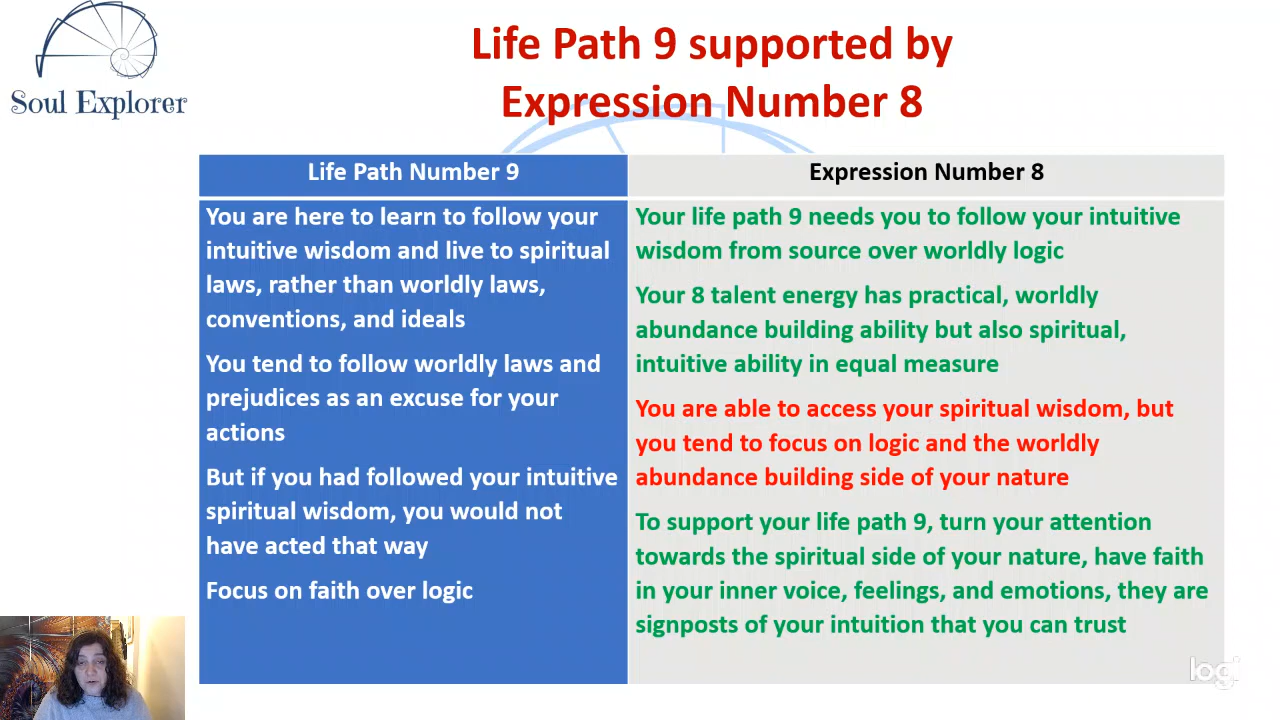 Soul Explorer
Life Path 9 supported by
Expression Number 8
Life Path Number 9
Expression Number 8
You are here to learn to follow your
intuitive wisdom and live to spiritual
laws, rather than worldly laws,
conventions, and ideals
You tend to follow worldly laws and
prejudices as an excuse for your
actions
But if you had followed your intuitive
spiritual wisdom, you would not
have acted that way
Focus on faith over logic
Your life path 9 needs you to follow your intuitive
wisdom from source over worldly logic
Your 8 talent energy has practical, worldly
abundance building ability but also spiritual,
intuitive ability in equal measure
You are able to access your spiritual wisdom, but
you tend to focus on logic and the worldly
abundance building side of your nature
To support your life path 9, turn your attention
towards the spiritual side of your nature, have faith
in your inner voice, feelings, and emotions, they are
signposts of your intuition that you can trust
logi